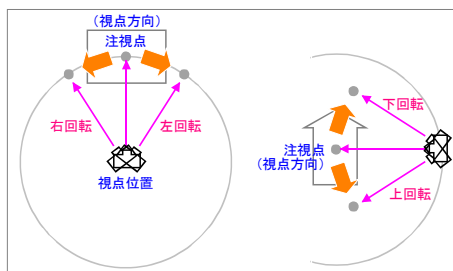 （視点方向）
注視点
右回転
左回転
視点位置
下回転
注視点
（視点方向）
上回転